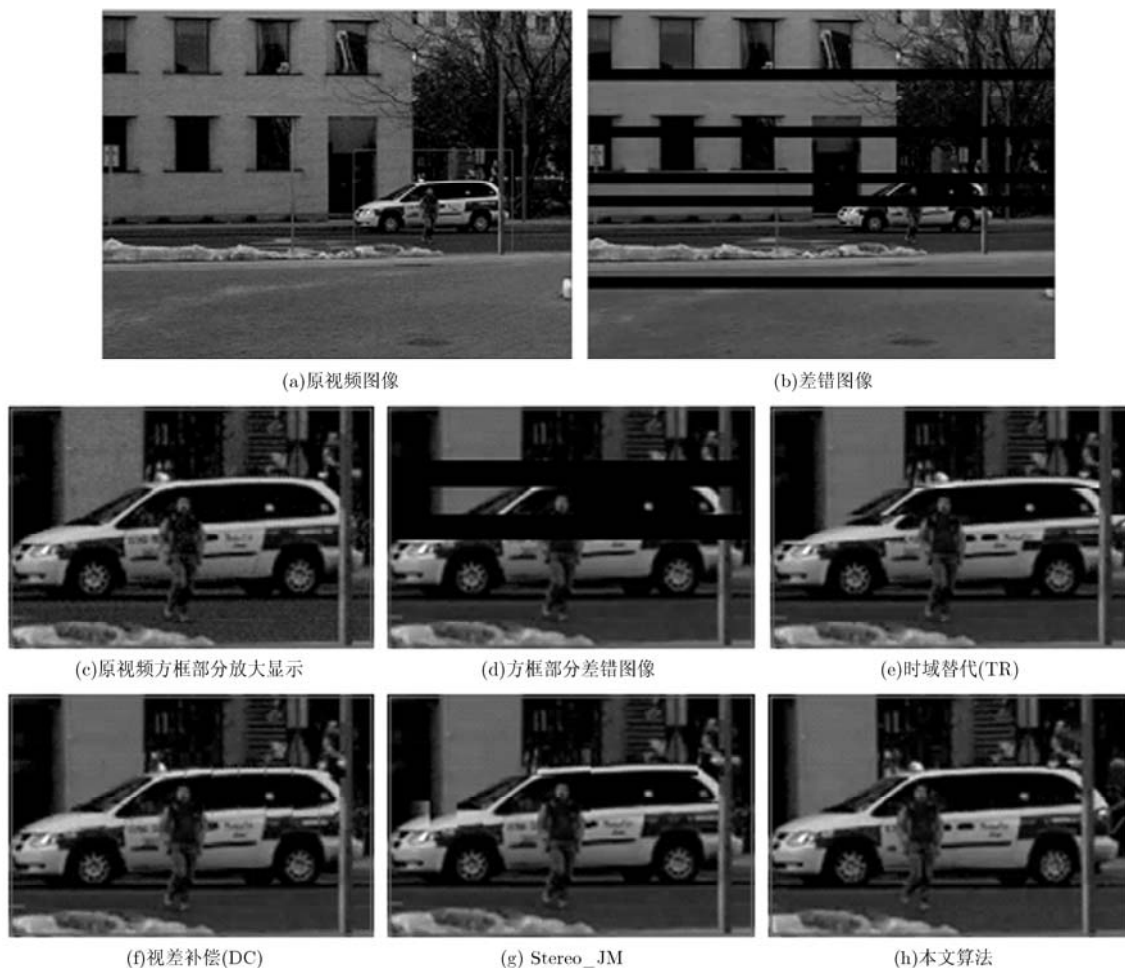 (a)原视频图像
(b)差错图像
(c)原视频方框部分放大显示
(d)方框部分差错图像
(e)时域替代(TR)
(f)视差补偿(DC)
(g) Stereo_JM
(h)本文算法